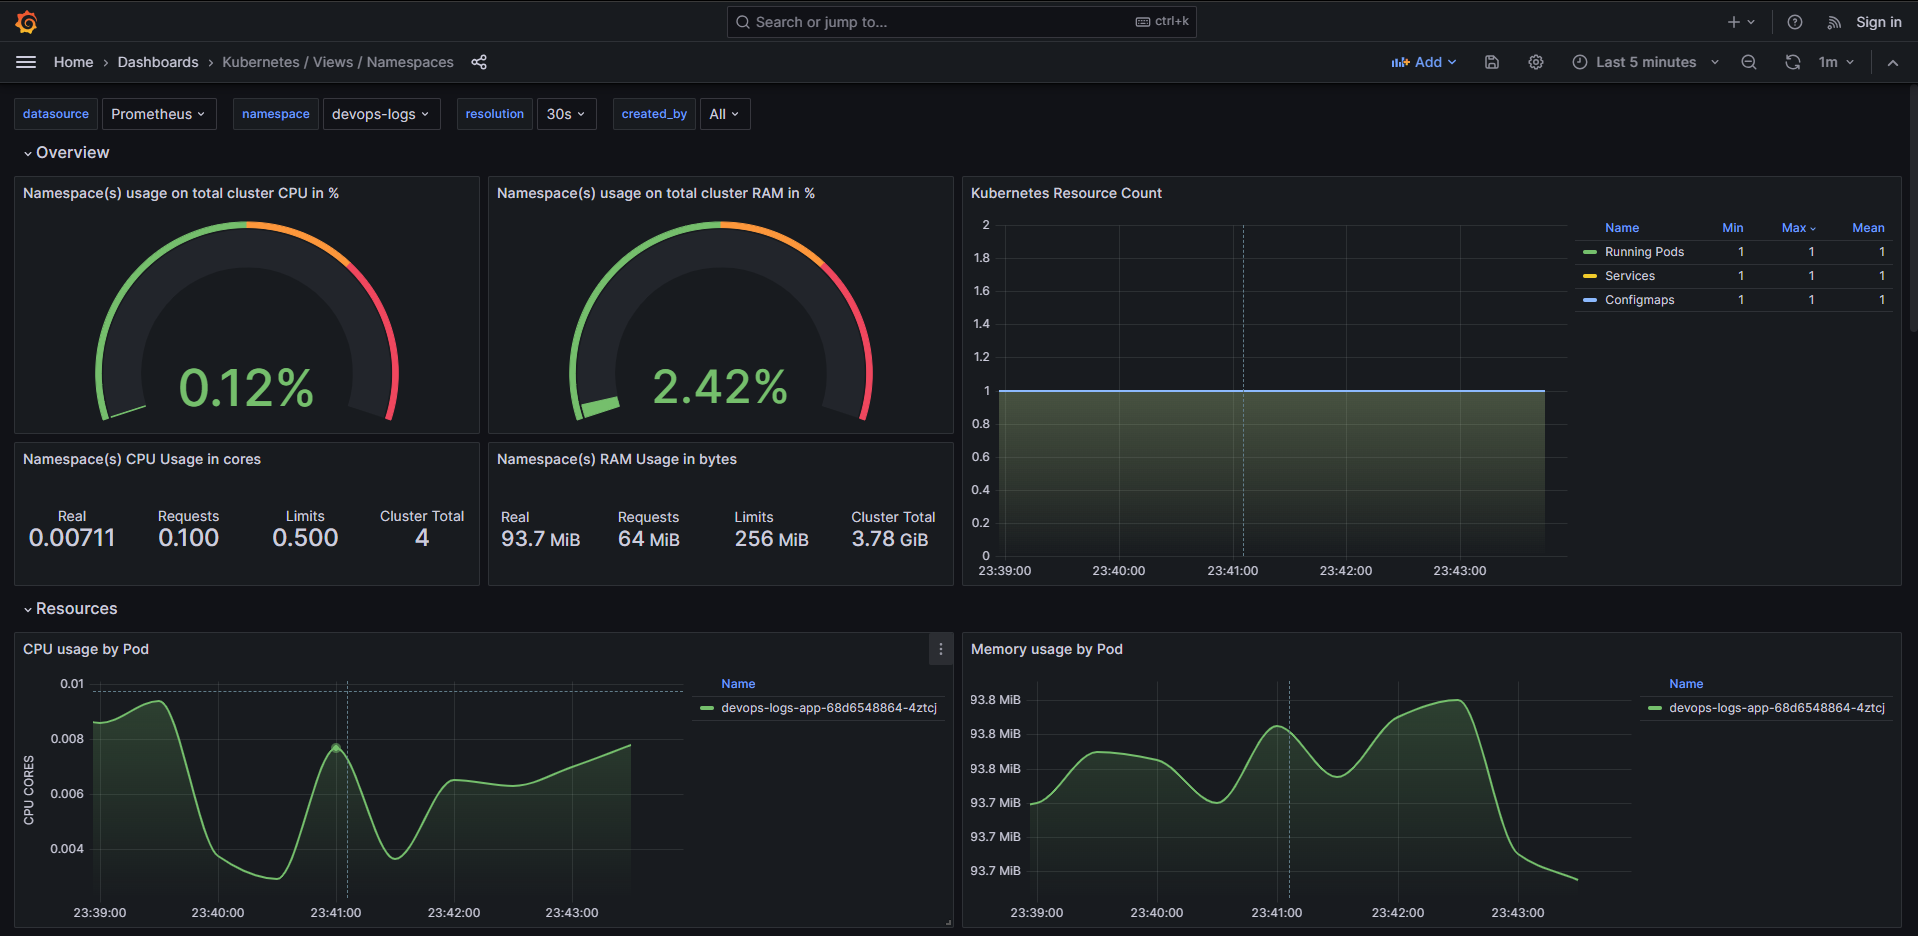 Search or jump to...
ctrl+k
Sign in
Home
Dashboards
Kubernetes / Views / Namespaces
Add
Last 5 minutes
1m
datasource
Prometheus
namespace
devops-logs
resolution
30s
created_by
All
Overview
Namespace(s) usage on total cluster CPU in %
0.12%
Namespace(s) usage on total cluster RAM in %
2.42%
Kubernetes Resource Count
2
1.8
1.6
1.4
1.2
1
0.8
0.6
0.4
0.2
0
23:39:00
23:40:00
23:41:00
23:42:00
23:43:00
Name Min Max Mean
Running Pods 1 1 1
Services 1 1 1
Configmaps 1 1 1
Namespace(s) CPU Usage in cores
Real Requests Limits Cluster Total
0.00711 0.100 0.500 4
Namespace(s) RAM Usage in bytes
Real Requests Limits Cluster Total
93.7 MiB 64 MiB 256 MiB 3.78 GiB
Resources
CPU usage by Pod
CPU CORES
0.01
0.008
0.006
0.004
23:39:00
23:40:00
23:41:00
23:42:00
23:43:00
Name
devops-logs-app-68d6548864-4ztcj
Memory usage by Pod
93.8 MiB
93.8 MiB
93.8 MiB
93.7 MiB
93.7 MiB
93.7 MiB
23:39:00
23:40:00
23:41:00
23:42:00
23:43:00
Name
devops-logs-app-68d6548864-4ztcj